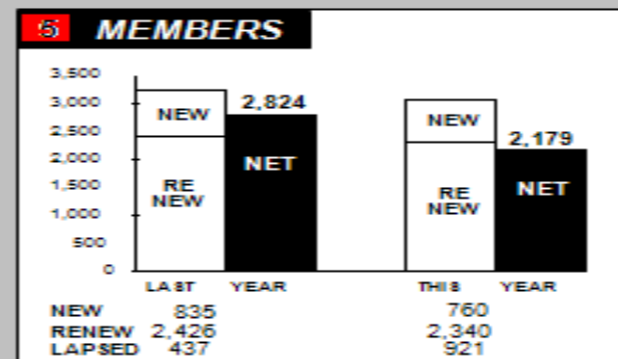 5 MEMBERS
3,500
3,000
2,500
2,000
1,500
1,000
500
0
NEW
2,824
NET
RE
NEW
NEW
2,179
NET
RE
NEW
LAST YEAR THIS YEAR
NEW 835 760
RENEW 2,426 2,340
LAPSED 437 921